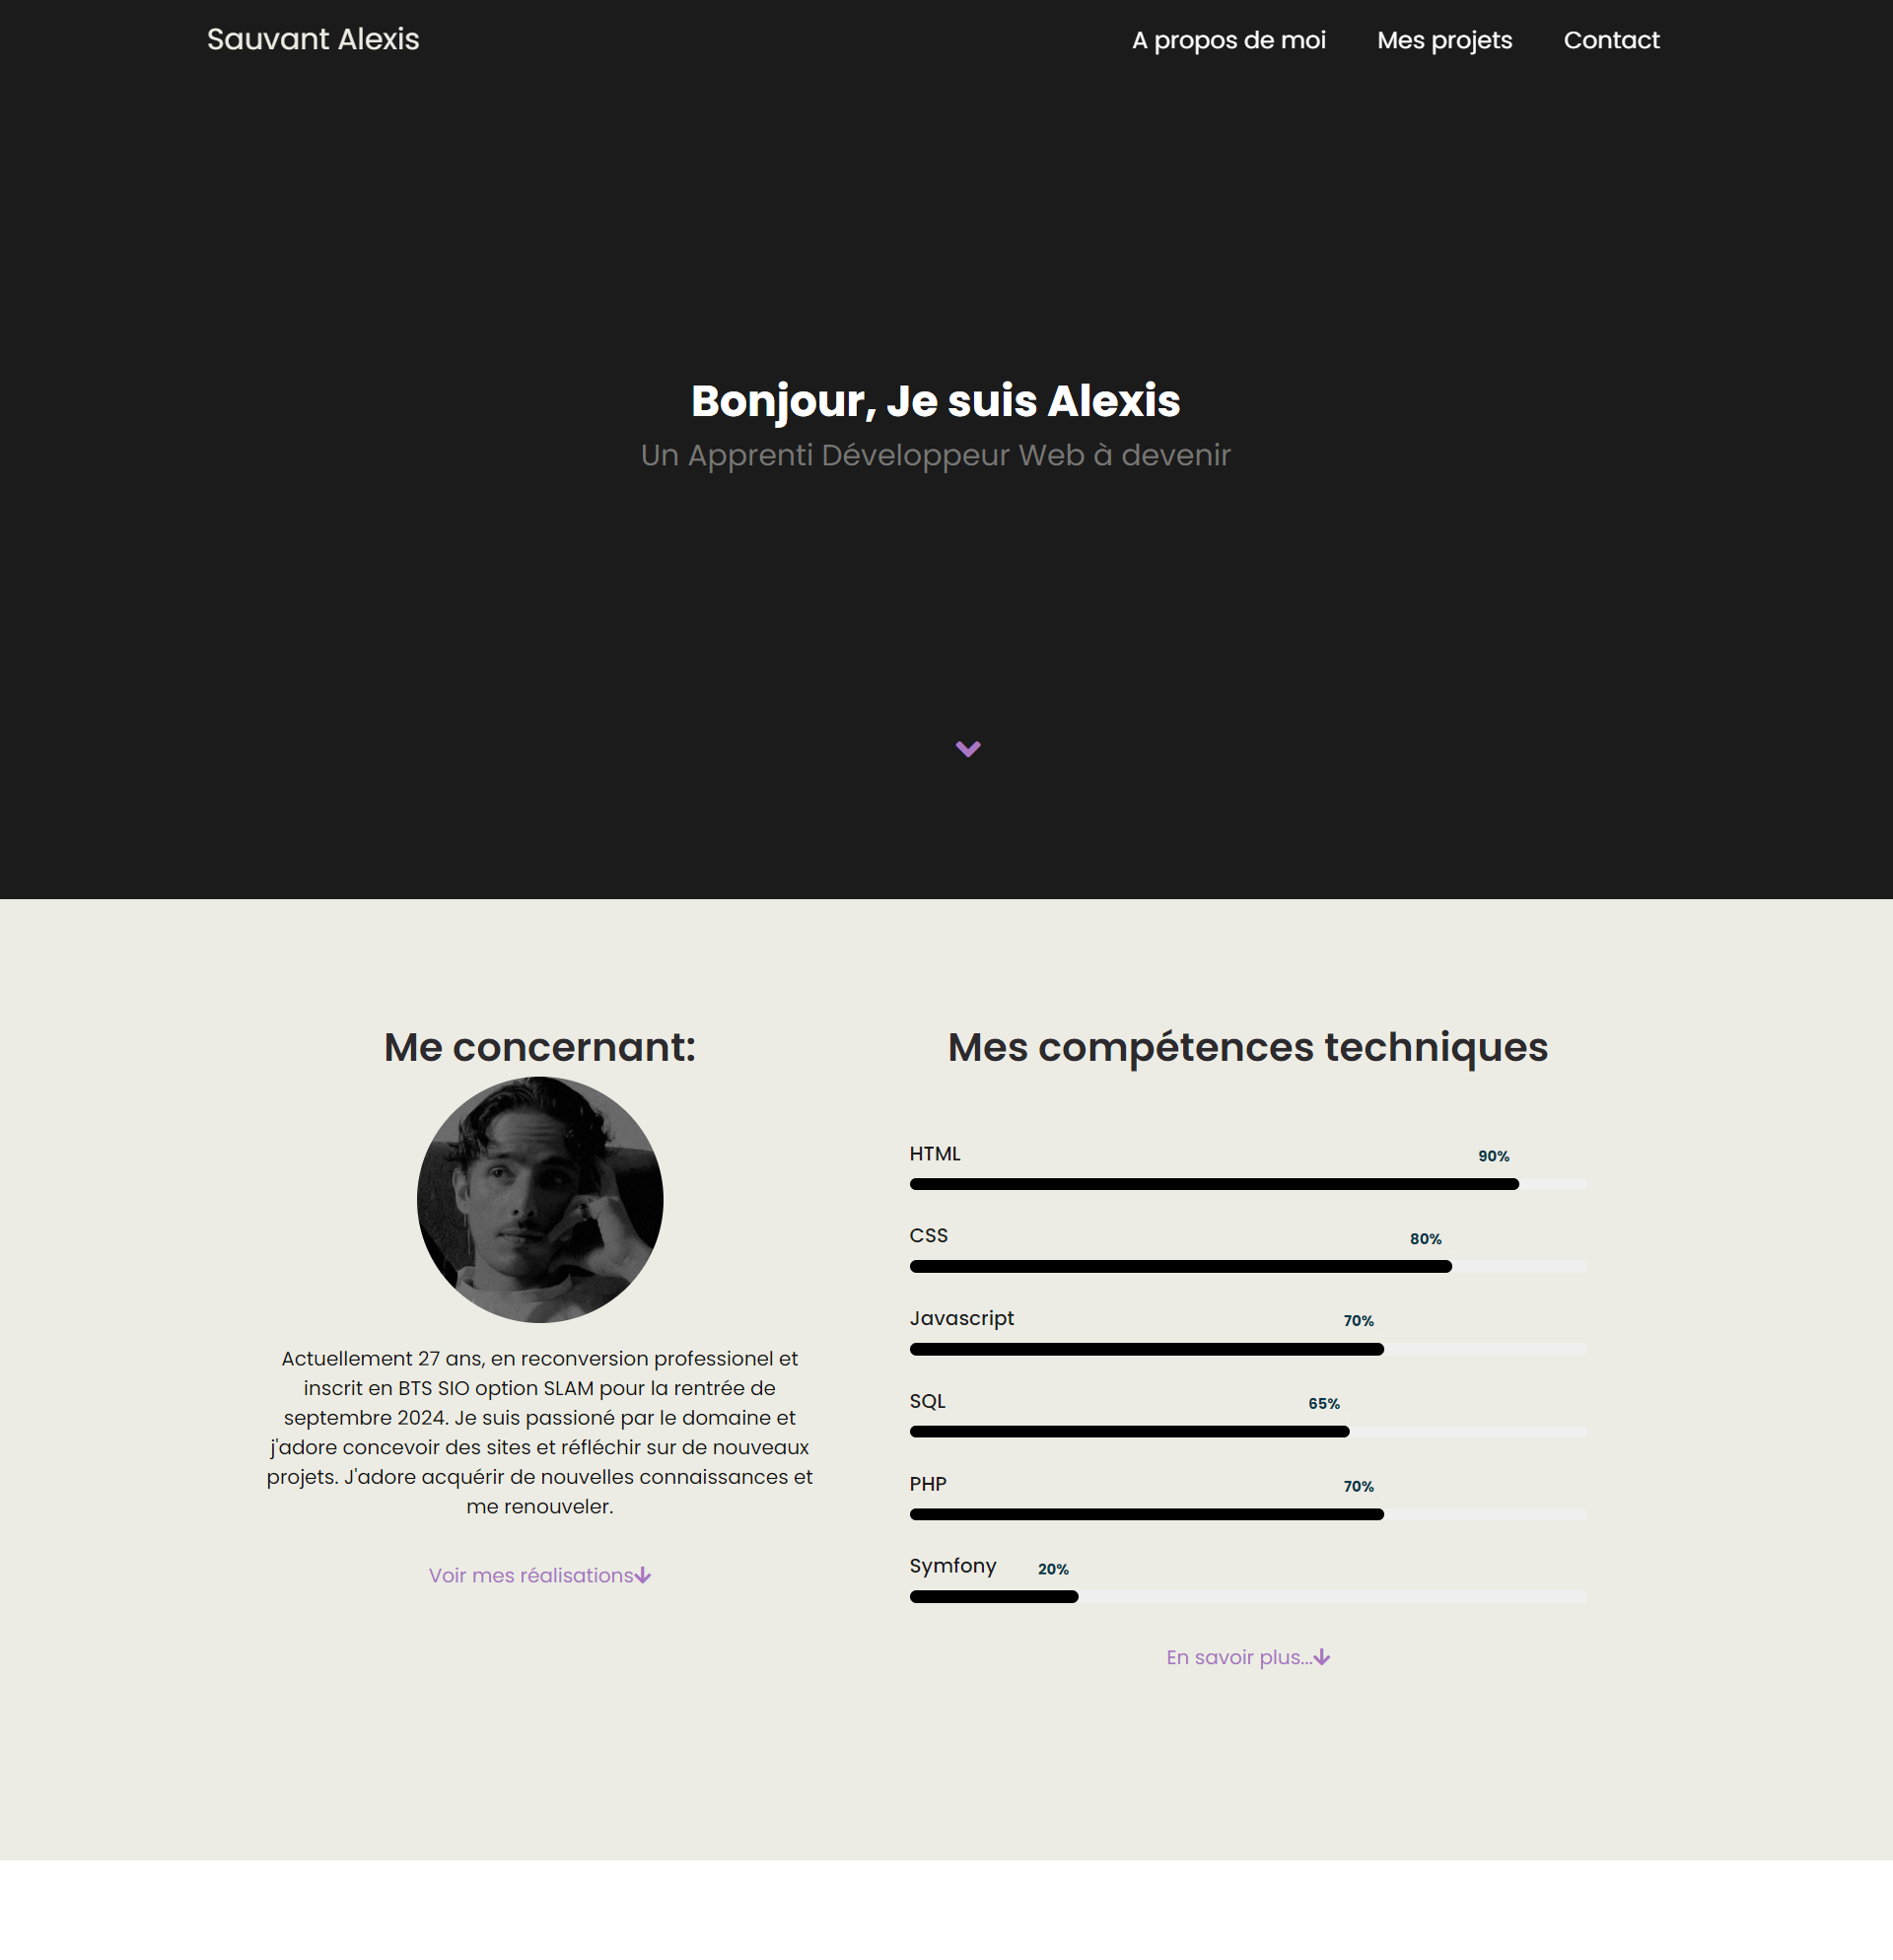 Sauvant Alexis
A propos de moi
Mes projets
Contact
Bonjour, Je suis Alexis
Un Apprenti Développeur Web à devenir
Me concernant:
Actuellement 27 ans, en reconversion professionel et
inscrit en BTS SIO option SLAM pour la rentrée de
septembre 2024. Je suis passioné par le domaine et
j'adore concevoir des sites et réfléchir sur de nouveaux
projets. J'adore acquérir de nouvelles connaissances et
me renouveler.
Voir mes réalisations
Mes compétences techniques
HTML 90%
CSS 80%
Javascript 70%
SQL 65%
PHP 70%
Symfony 20%
En savoir plus...